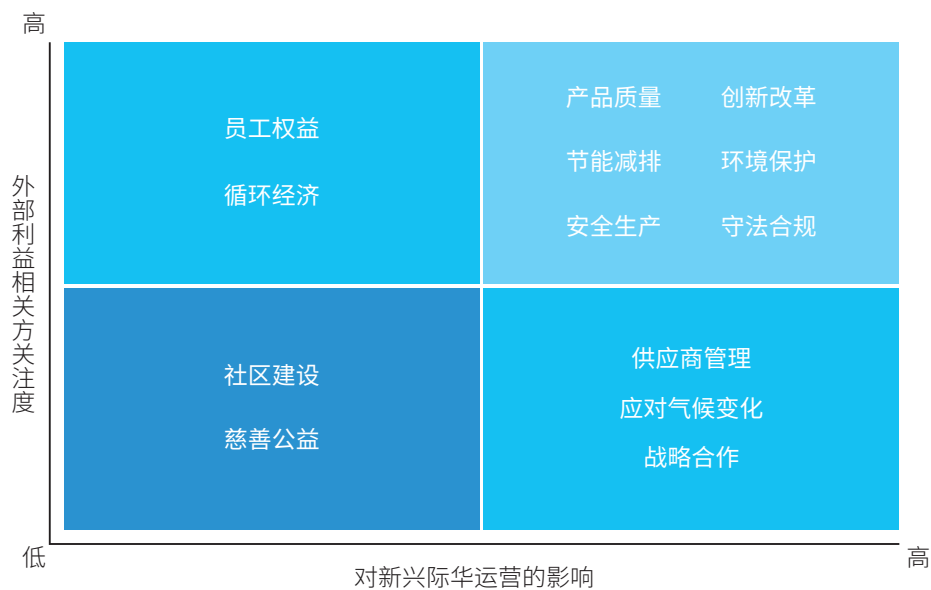 高
外部利益相关方关注度
员工权益
循环经济
产品质量 创新改革
节能减排 环境保护
安全生产 守法合规
社区建设
慈善公益
供应商管理
应对气候变化
战略合作
低
高
对新兴际华运营的影响